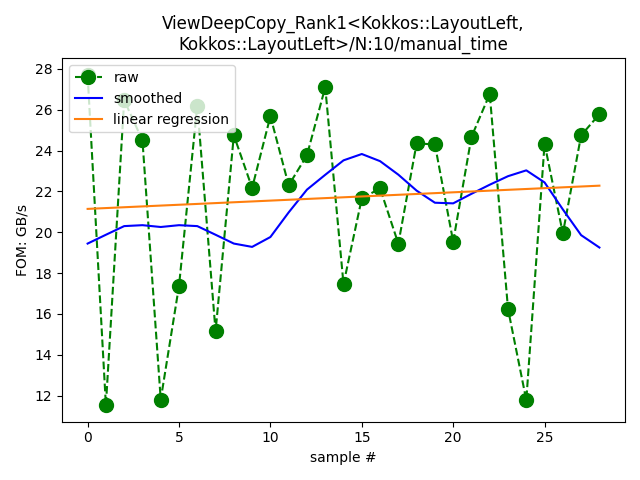 ViewDeepCopy_Rank1<Kokkos::LayoutLeft,
Kokkos::LayoutLeft>/N:10/manual_time
raw
smoothed
linear regression
FOM: GB/s
28
26
24
22
20
18
16
14
12
0
5
10
15
20
25
sample #